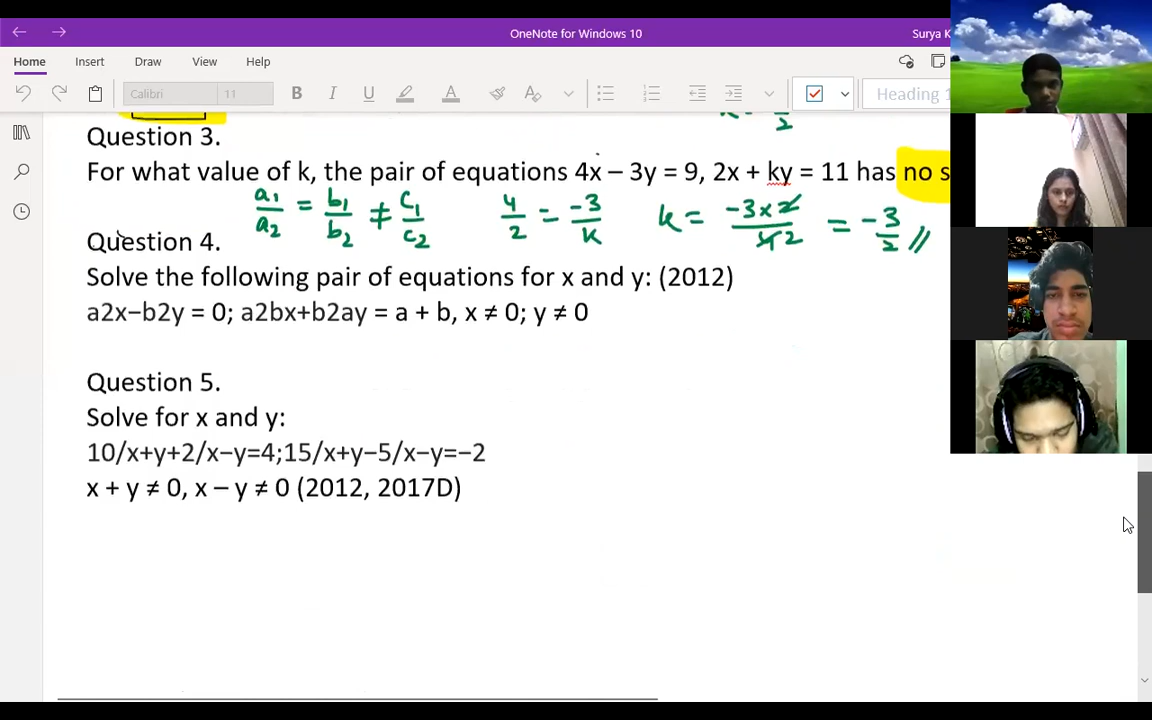 OneNote for Windows 10
Surya K
Home Insert Draw View Help
Calibri 11 B I U A Heading 1
2
Question 3.
For what value of k, the pair of equations 4x – 3y = 9, 2x + ky = 11 has no s
a1/a2 = b1/b2 ≠ c1/c2 4/2 = -3/k k = -3x2/42 = -3/2 //
Question 4.
Solve the following pair of equations for x and y: (2012)
a2x−b2y = 0; a2bx+b2ay = a + b, x ≠ 0; y ≠ 0
Question 5.
Solve for x and y:
10/x+y+2/x−y=4;15/x+y−5/x−y=−2
x + y ≠ 0, x – y ≠ 0 (2012, 2017D)